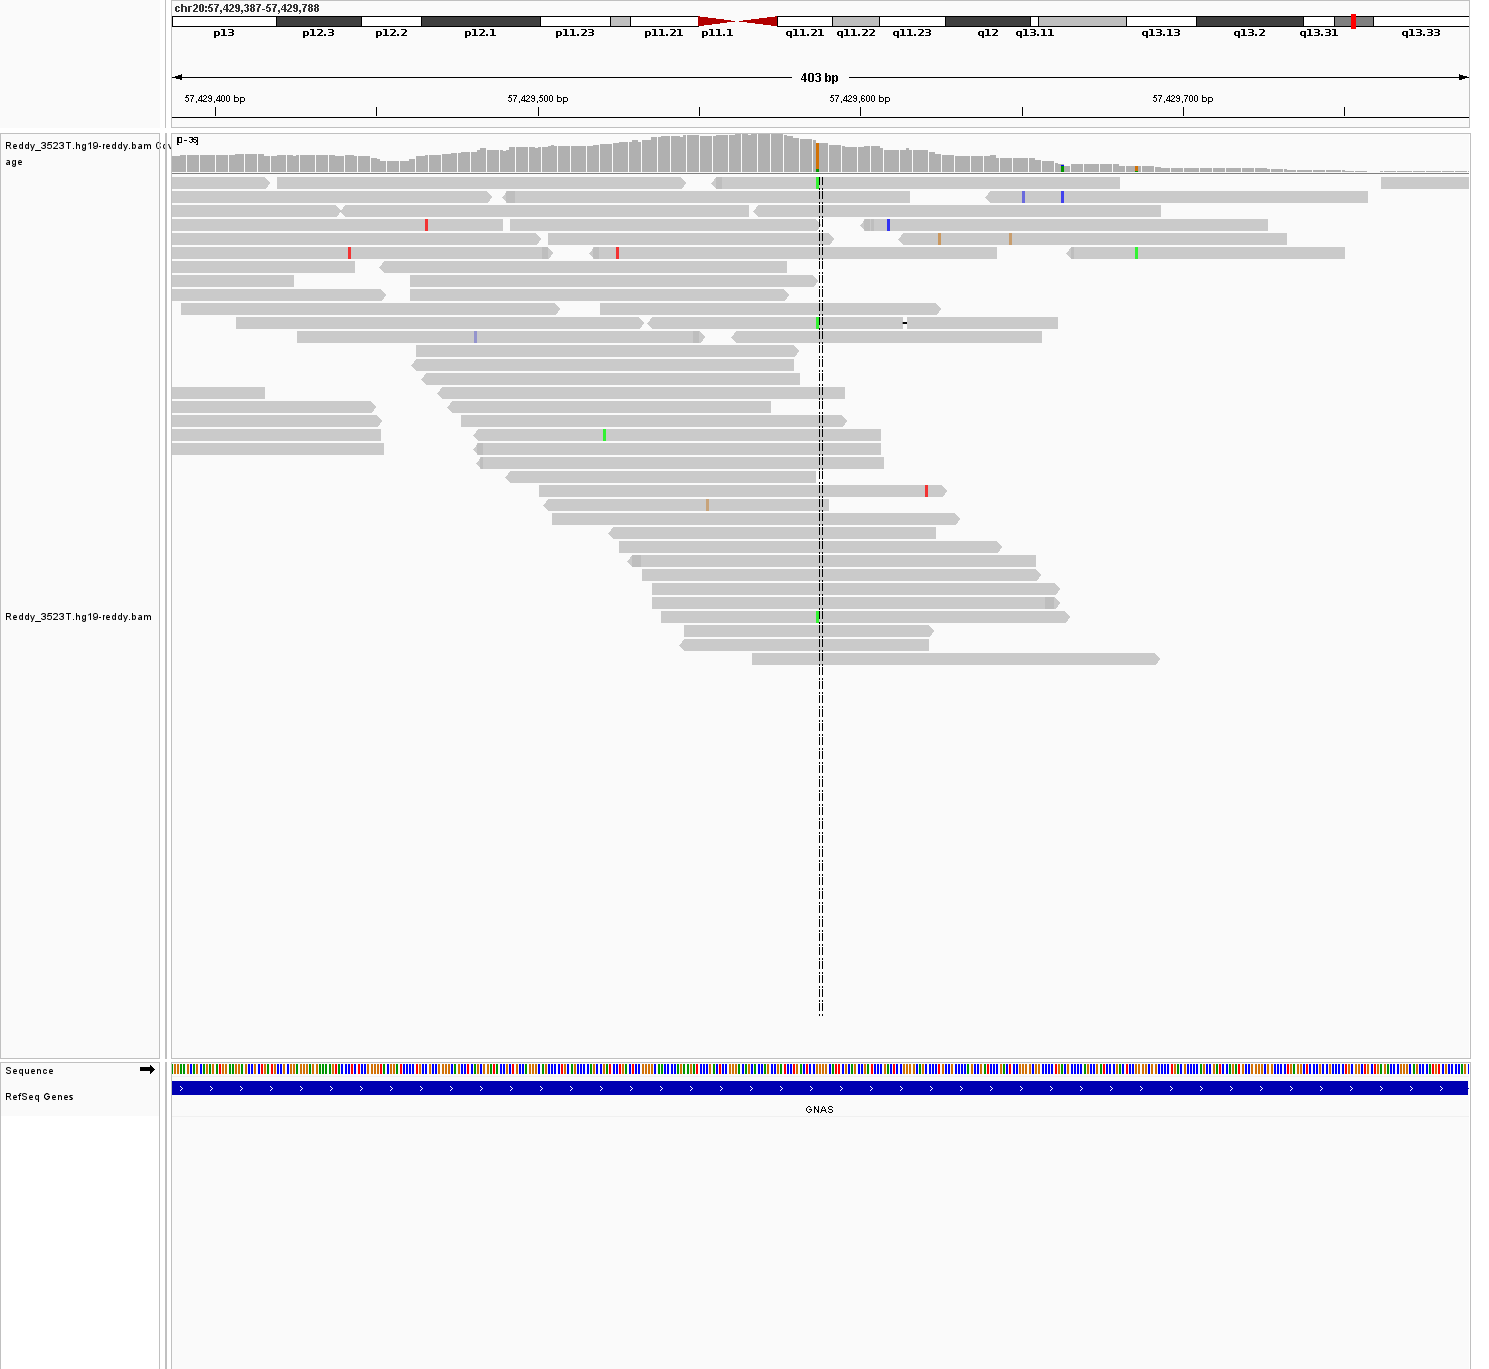 chr20:57,429,387-57,429,788
p13 p12.3 p12.2 p12.1 p11.23 p11.21 p11.1 q11.21 q11.22 q11.23 q12 q13.11 q13.13 q13.2 q13.31 q13.33
403 bp
57,429,400 bp 57,429,500 bp 57,429,600 bp 57,429,700 bp
Reddy_3523T.hg19-reddy.bam Cov
age
[0-36]
Reddy_3523T.hg19-reddy.bam
Sequence
RefSeq Genes
GNAS